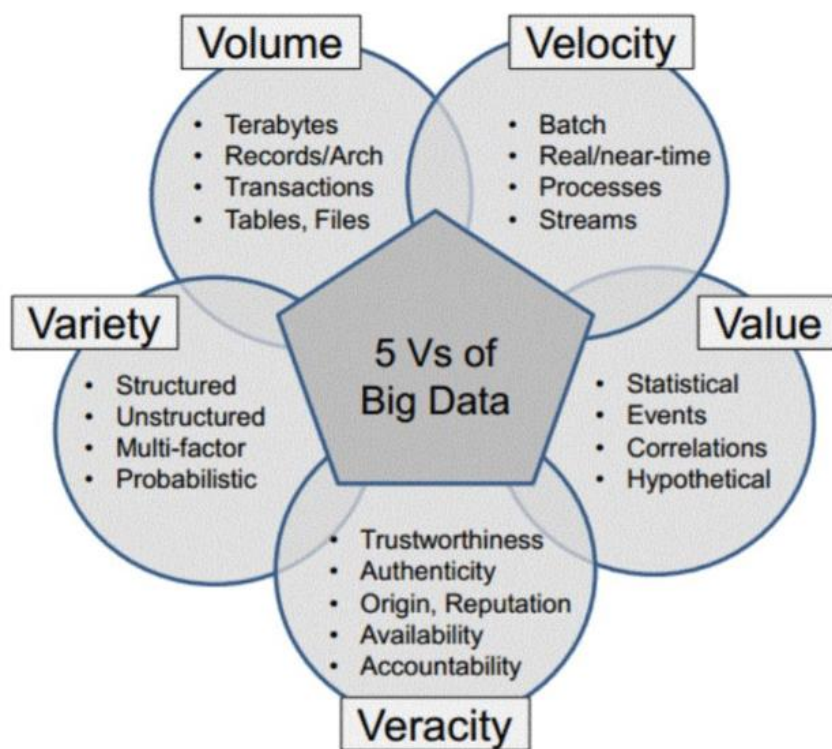 Volume
• Terabytes
• Records/Arch
• Transactions
• Tables, Files
Velocity
• Batch
• Real/near-time
• Processes
• Streams
Variety
• Structured
• Unstructured
• Multi-factor
• Probabilistic
5 Vs of
Big Data
Value
• Statistical
• Events
• Correlations
• Hypothetical
• Trustworthiness
• Authenticity
• Origin, Reputation
• Availability
• Accountability
Veracity